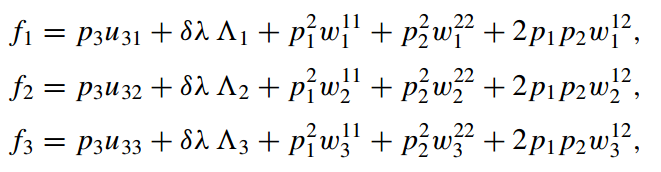 f₁ = p₃u₃₁ + δλ Λ₁ + p₁²w₁¹¹ + p₂²w₁²² + 2p₁p₂w₁¹²,
f₂ = p₃u₃₂ + δλ Λ₂ + p₁²w₂¹¹ + p₂²w₂²² + 2p₁p₂w₂¹²,
f₃ = p₃u₃₃ + δλ Λ₃ + p₁²w₃¹¹ + p₂²w₃²² + 2p₁p₂w₃¹²,